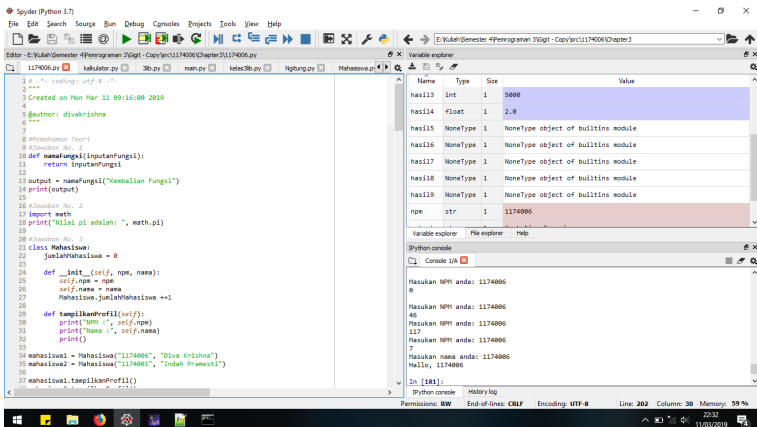 Spyder (Python 3.7)
File Edit Search Source Run Debug Consoles Projects Tools View Help
E:\Kuliah\Semester 4\Pemrograman 3\Gigit - Copy\src\1174006\Chapter3
Editor - E:\Kuliah\Semester 4\Pemrograman 3\Gigit - Copy\src\1174006\Chapter3\1174006.py
1174006.py kalkulator.py 3lib.py main.py kelas3lib.py Ngitung.py Mahasiswa.py
1 # -*- coding: utf-8 -*-
2 """
3 Created on Mon Mar 11 09:16:00 2019
4
5 @author: divakrishna
6 """
7
8 #Pemahaman Teori
9 #Jawaban No. 1
10 def namaFungsi(inputanFungsi):
11 return inputanFungsi
12
13 output = namaFungsi("Kembalian Fungsi")
14 print(output)
15
16 #Jawaban No. 2
17 import math
18 print("Nilai pi adalah: ", math.pi)
19
20 #Jawaban No. 3
21 class Mahasiswa:
22 jumlahMahasiswa = 0
23
24 def __init__(self, npm, nama):
25 self.npm = npm
26 self.nama = nama
27 Mahasiswa.jumlahMahasiswa +=1
28
29 def tampilkanProfil(self):
30 print("NPM :", self.npm)
31 print("Nama :", self.nama)
32 print()
33
34 mahasiswa1 = Mahasiswa("1174006", "Diva Krishna")
35 mahasiswa2 = Mahasiswa("1174001", "Indah Pramesti")
36
37 mahasiswa1.tampilkanProfil()
Variable explorer
Name Type Size Value
hasil3 int 1 5000
hasil4 float 1 2.0
hasil5 NoneType 1 NoneType object of builtins module
hasil6 NoneType 1 NoneType object of builtins module
hasil7 NoneType 1 NoneType object of builtins module
hasil8 NoneType 1 NoneType object of builtins module
hasil9 NoneType 1 NoneType object of builtins module
npm str 1 1174006
Variable explorer File explorer Help
IPython console
Console 1/A
Masukan NPM anda: 1174006
0
Masukan NPM anda: 1174006
46
Masukan NPM anda: 1174006
117
Masukan NPM anda: 1174006
7
Masukan nama anda: 1174006
Hallo, 1174006
In [181]:
IPython console History log
Permissions: RW End-of-lines: CRLF Encoding: UTF-8 Line: 202 Column: 30 Memory: 59 %
22:32
11/03/2019